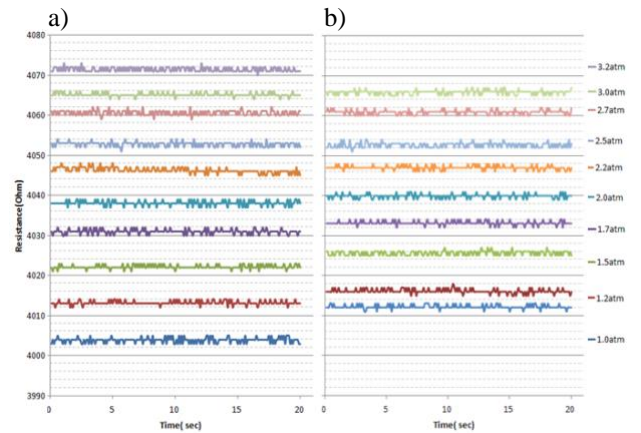 a)
b)
4080
4070
4060
4050
4040
4030
4020
4010
4000
3990
Resistance(Ohm)
0
5
10
15
20
Time( sec)
0
5
10
15
20
Time( sec)
3.2atm
3.0atm
2.7atm
2.5atm
2.2atm
2.0atm
1.7atm
1.5atm
1.2atm
1.0atm